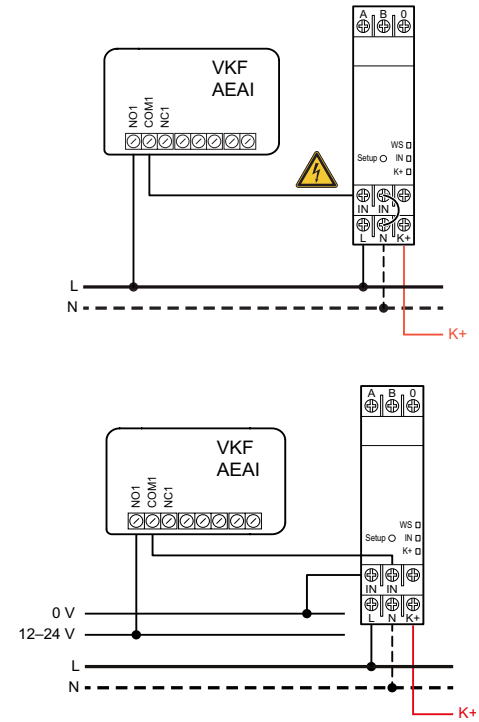 A B 0
VKF
AEAI
NO1
COM1
NC1
WS
Setup IN
K+
IN IN
L N K+
L
N
K+
A B 0
VKF
AEAI
NO1
COM1
NC1
WS
Setup IN
K+
IN IN
0 V
12–24 V
L N K+
L
N
K+